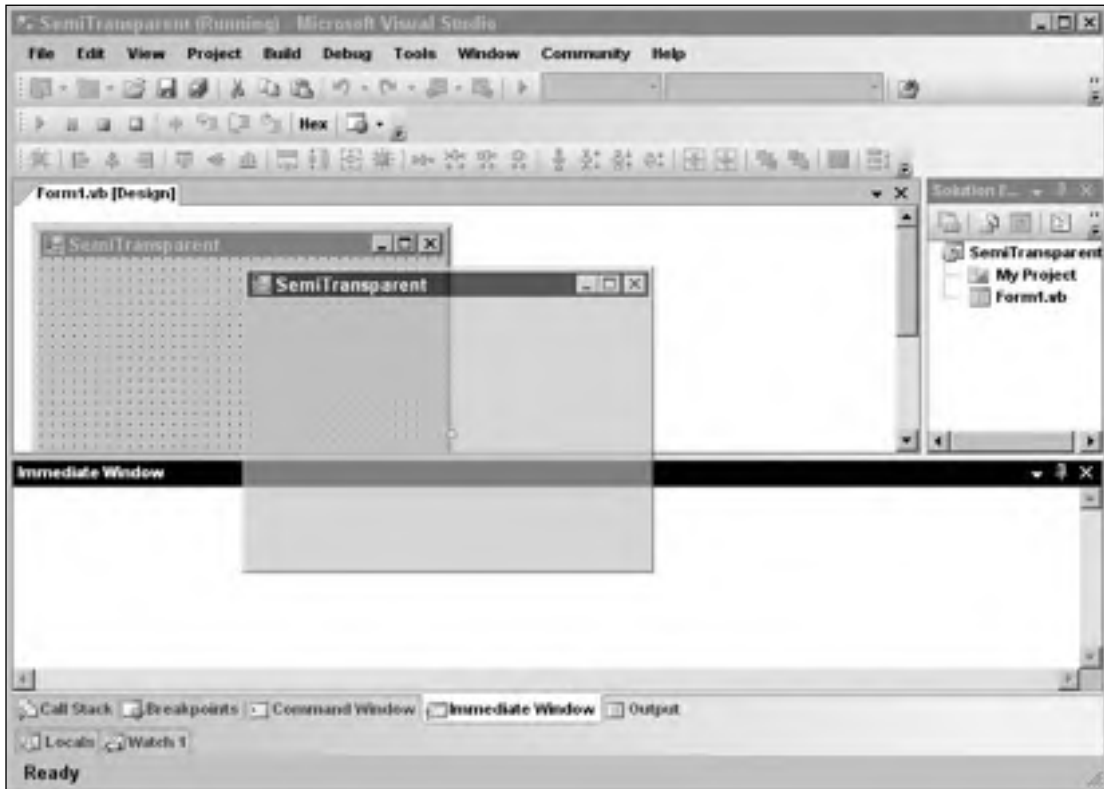 SemiTransparent (Running) - Microsoft Visual Studio
File Edit View Project Build Debug Tools Window Community Help
Hex
Form1.vb [Design]
Solution E...
SemiTransparent
SemiTransparent
SemiTransparent
My Project
Form1.vb
Immediate Window
Call Stack Breakpoints Command Window Immediate Window Output
Locals Watch 1
Ready